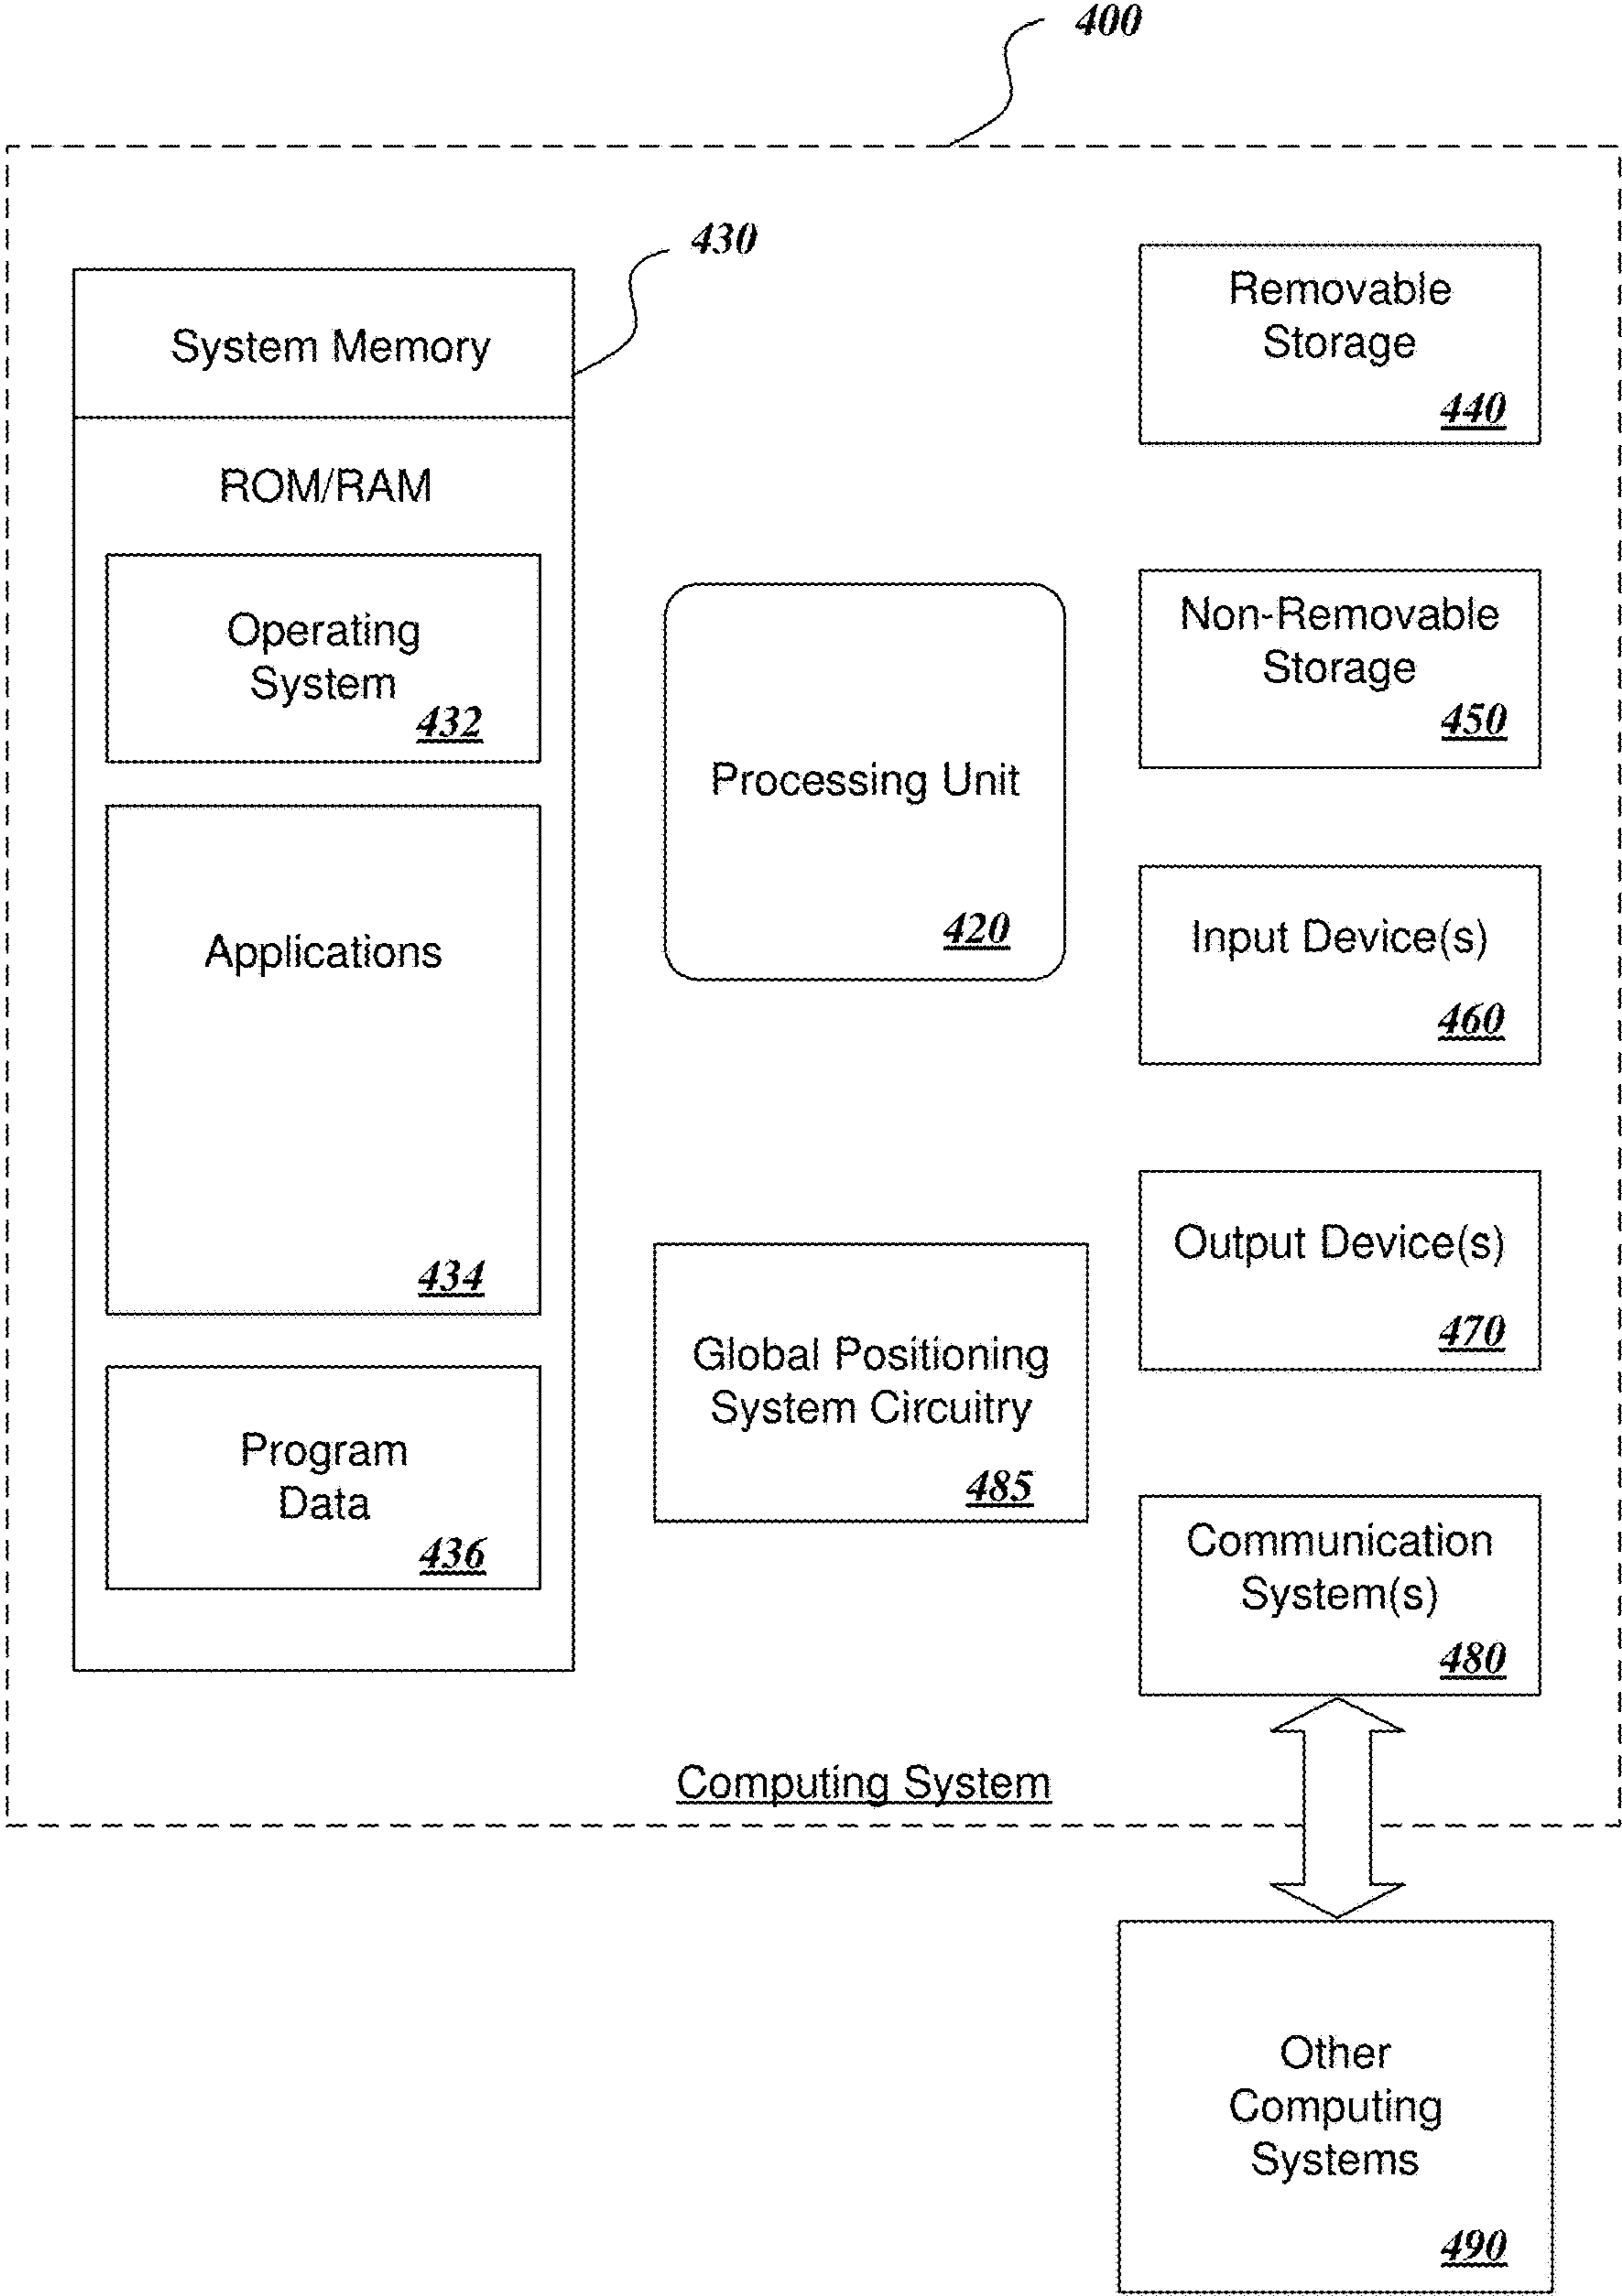 400
430
System Memory
ROM/RAM
Operating
System
432
Applications
434
Program
Data
436
Processing Unit
420
Global Positioning
System Circuitry
485
Removable
Storage
440
Non-Removable
Storage
450
Input Device(s)
460
Output Device(s)
470
Communication
System(s)
480
Computing System
Other
Computing
Systems
490